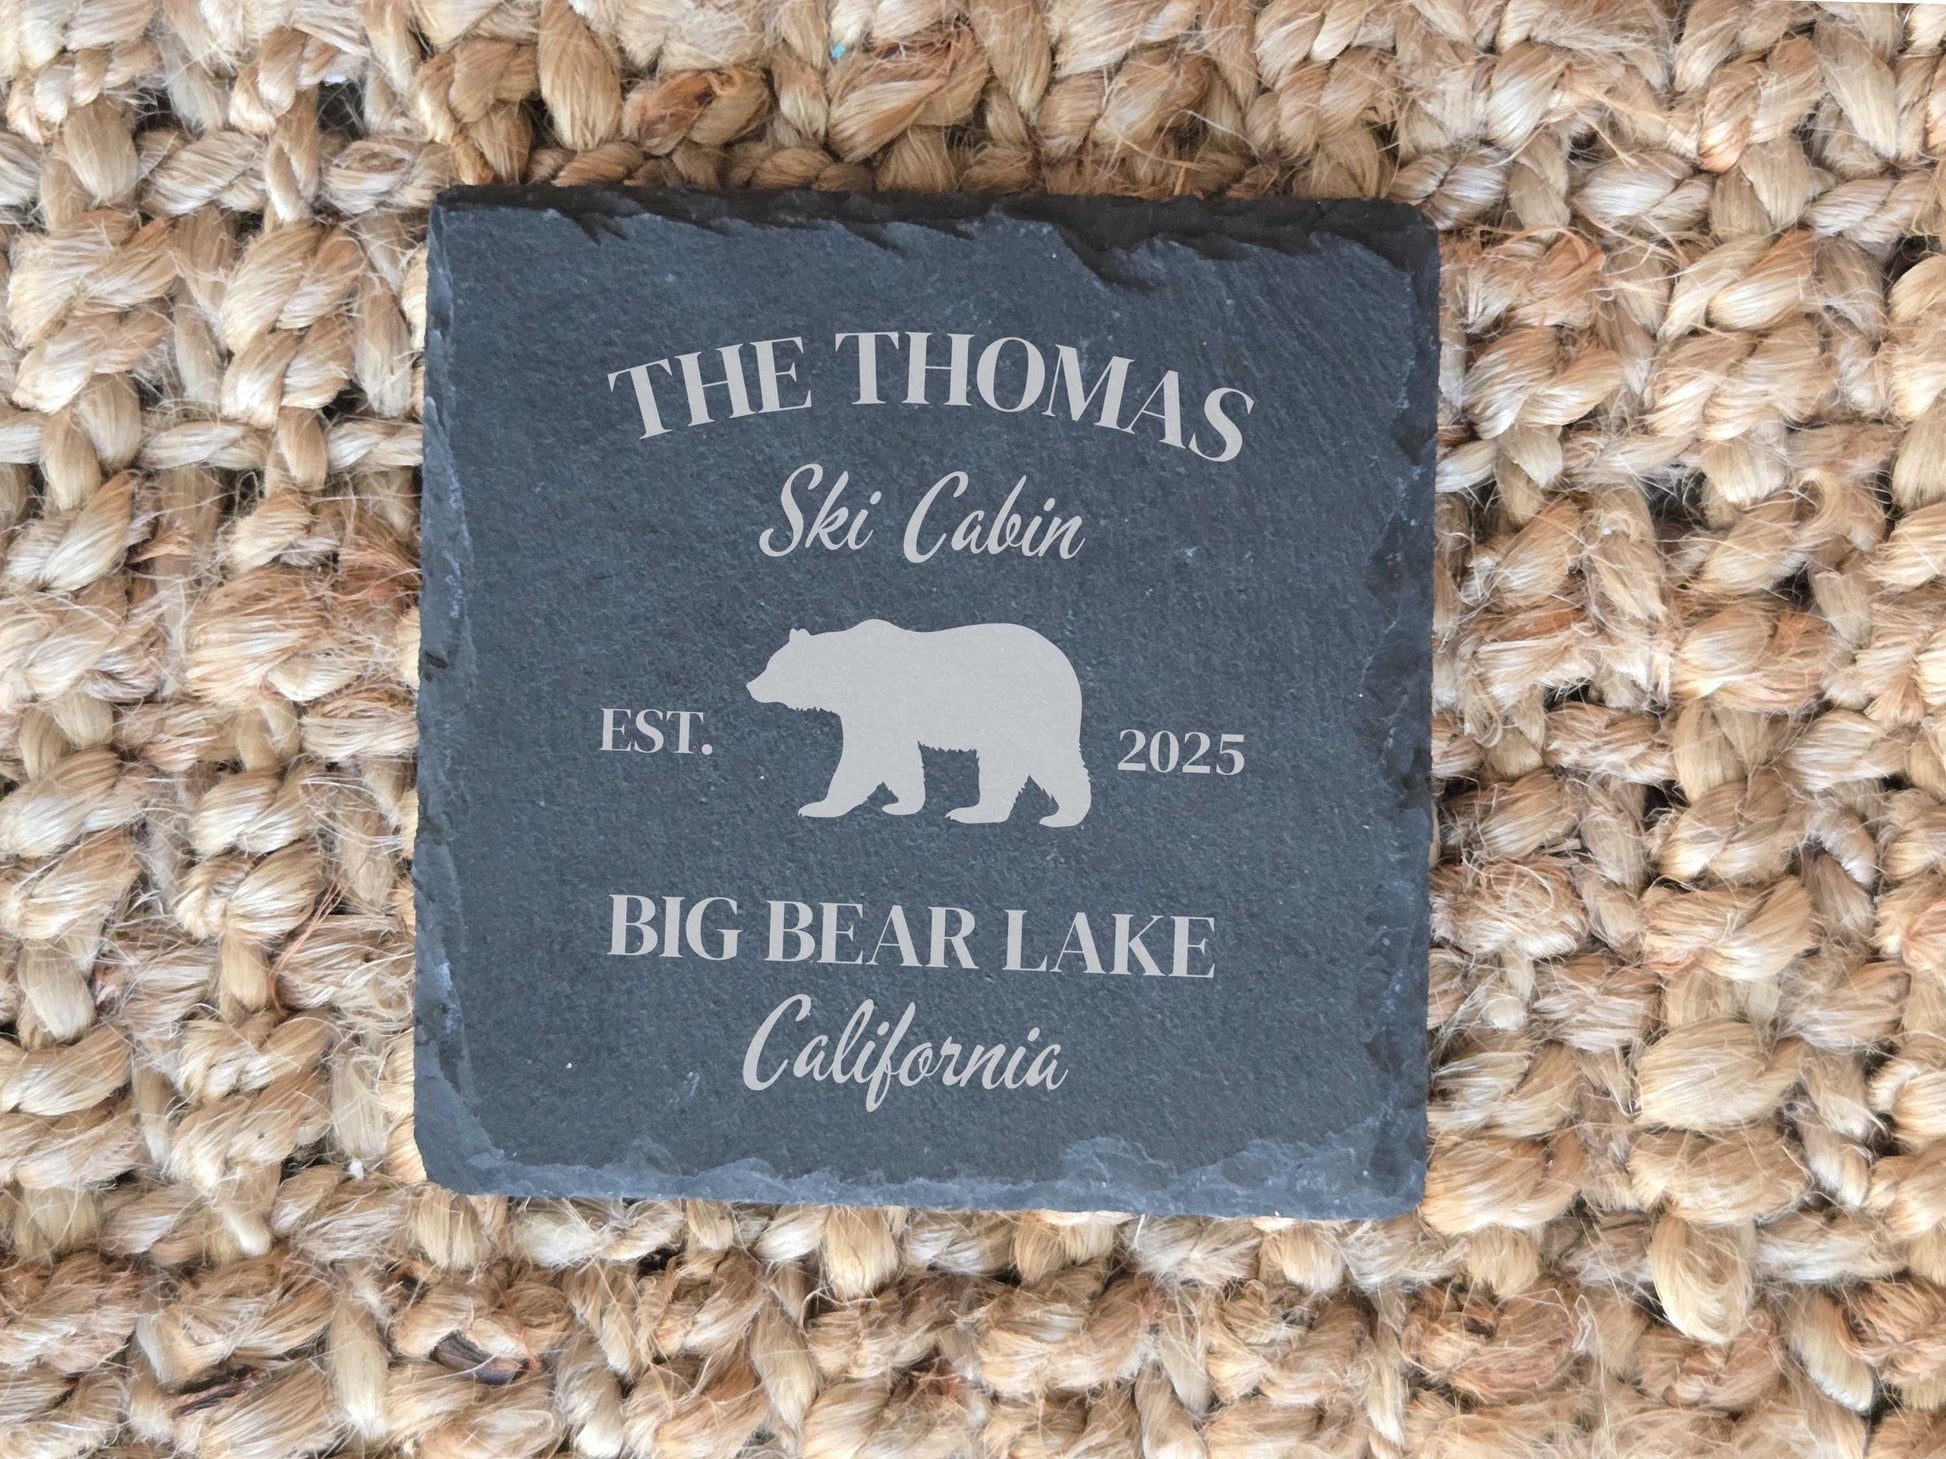 THE THOMAS
Ski Cabin
EST. 2025
BIG BEAR LAKE
California